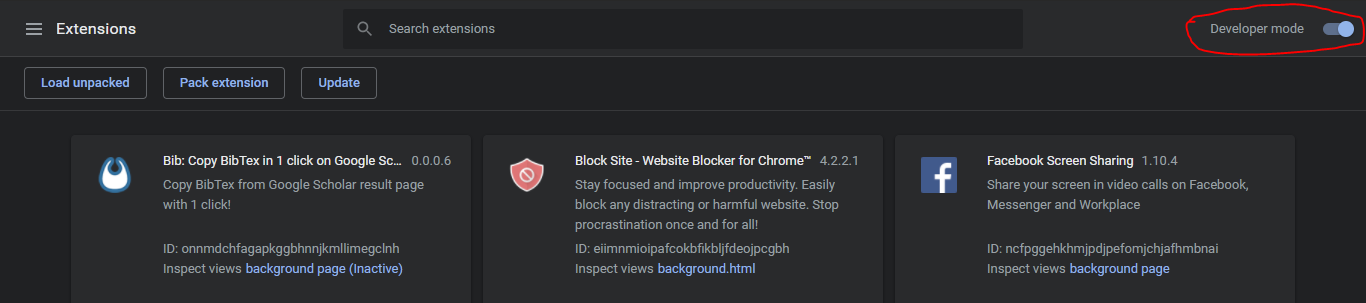 Extensions
Search extensions
Developer mode
Load unpacked
Pack extension
Update
Bib: Copy BibTex in 1 click on Google Sc... 0.0.0.6
Copy BibTex from Google Scholar result page
with 1 click!
ID: onnmdchfagapkggbhnnjkmllimegclnh
Inspect views background page (Inactive)
Block Site - Website Blocker for Chrome™ 4.2.2.1
Stay focused and improve productivity. Easily
block any distracting or harmful website. Stop
procrastination once and for all!
ID: eiimnmioipafcokbfikbljfdeojpcgbh
Inspect views background.html
Facebook Screen Sharing 1.10.4
Share your screen in video calls on Facebook,
Messenger and Workplace
ID: ncfpggehkhmjpdjpefomjchjafhmbnai
Inspect views background page